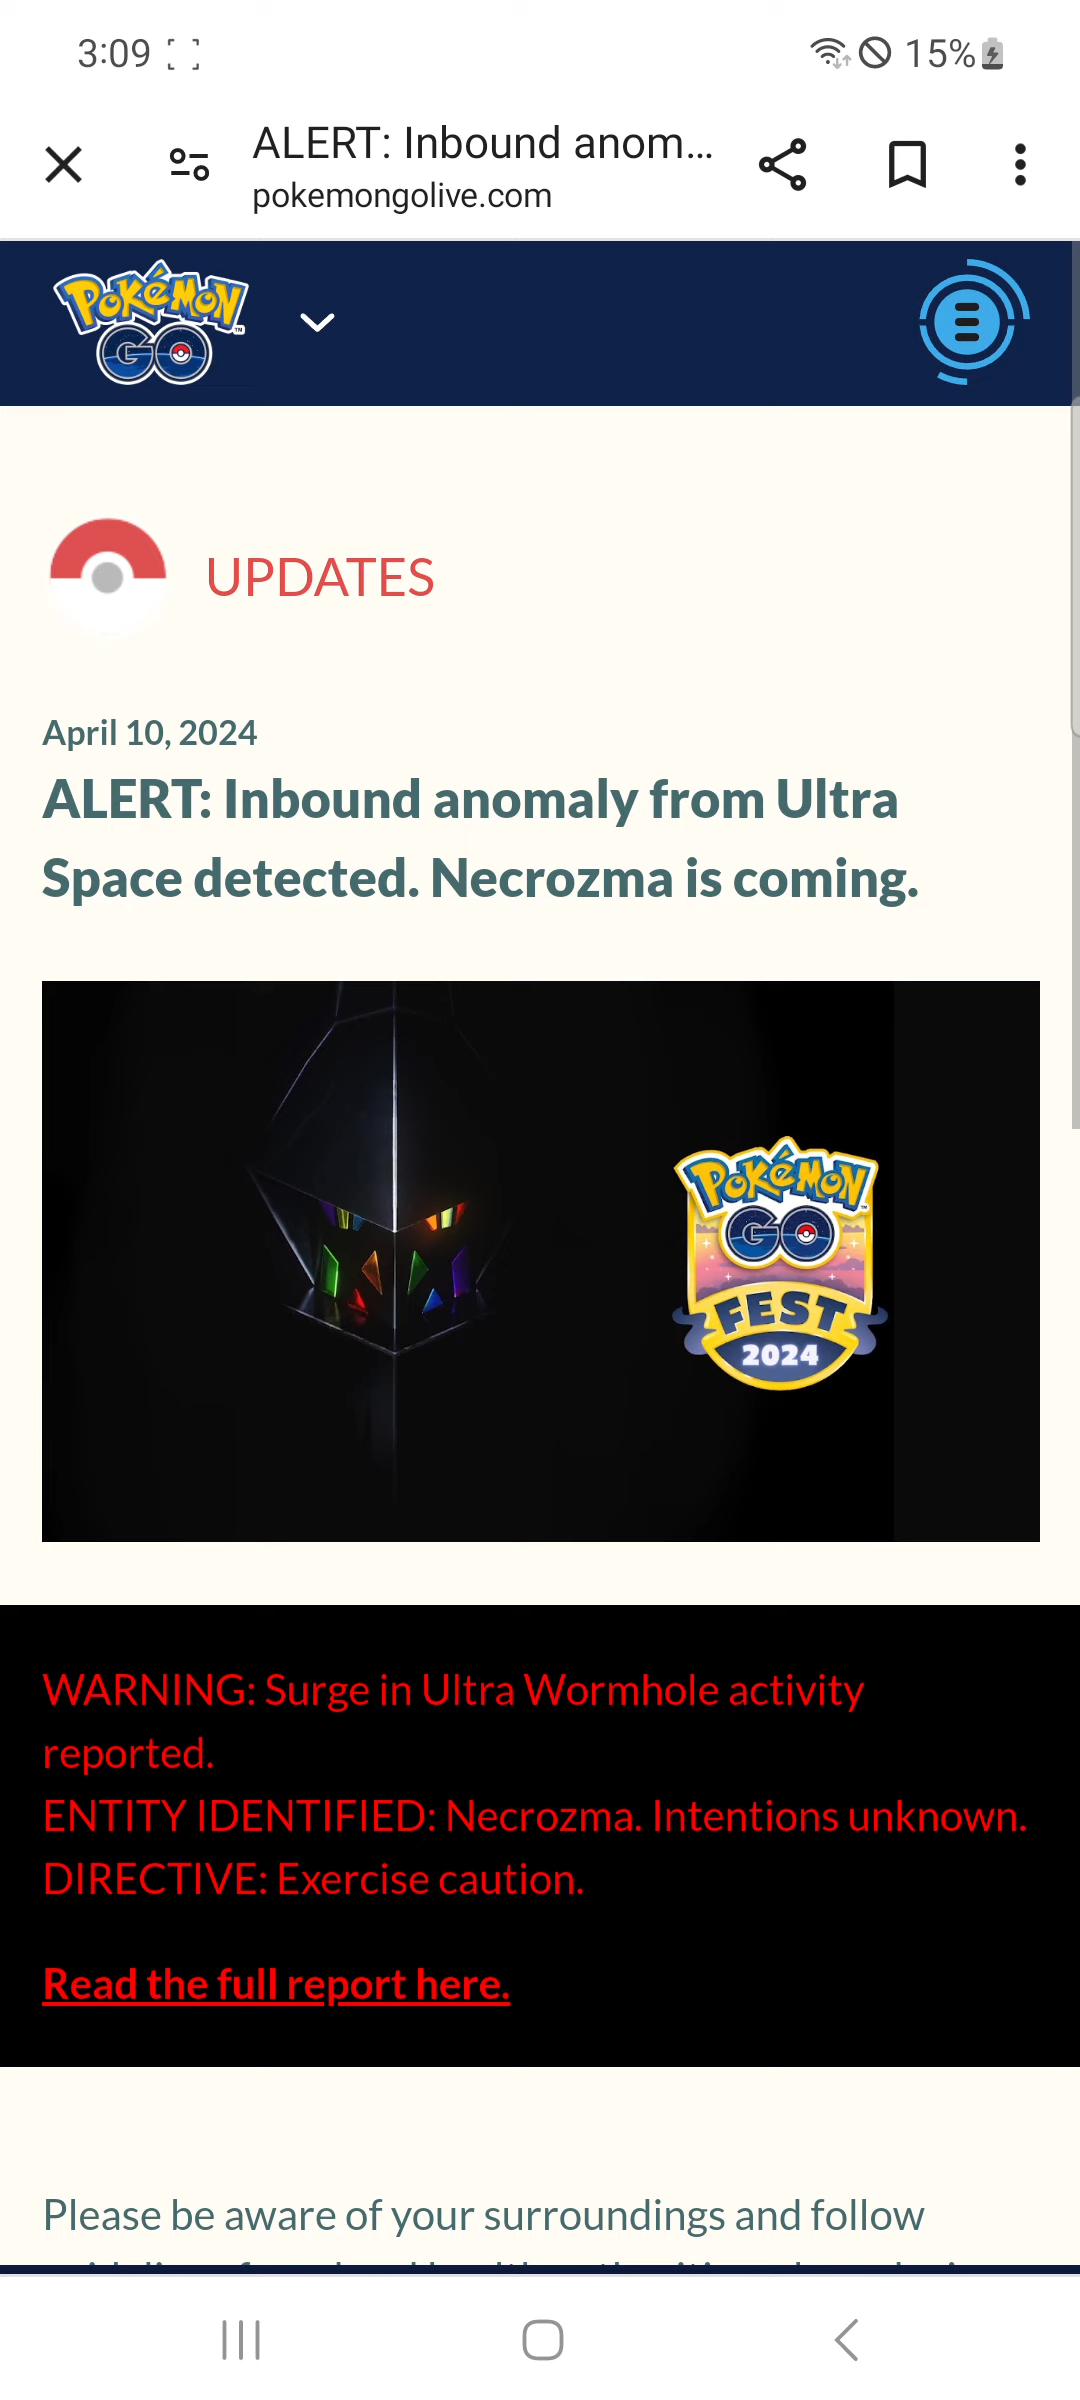 3:09
15%
ALERT: Inbound anom...
pokemongolive.com
POKÉMON
GO
UPDATES
April 10, 2024
ALERT: Inbound anomaly from Ultra
Space detected. Necrozma is coming.
POKÉMON
GO
FEST
2024
WARNING: Surge in Ultra Wormhole activity
reported.
ENTITY IDENTIFIED: Necrozma. Intentions unknown.
DIRECTIVE: Exercise caution.
Read the full report here.
Please be aware of your surroundings and follow